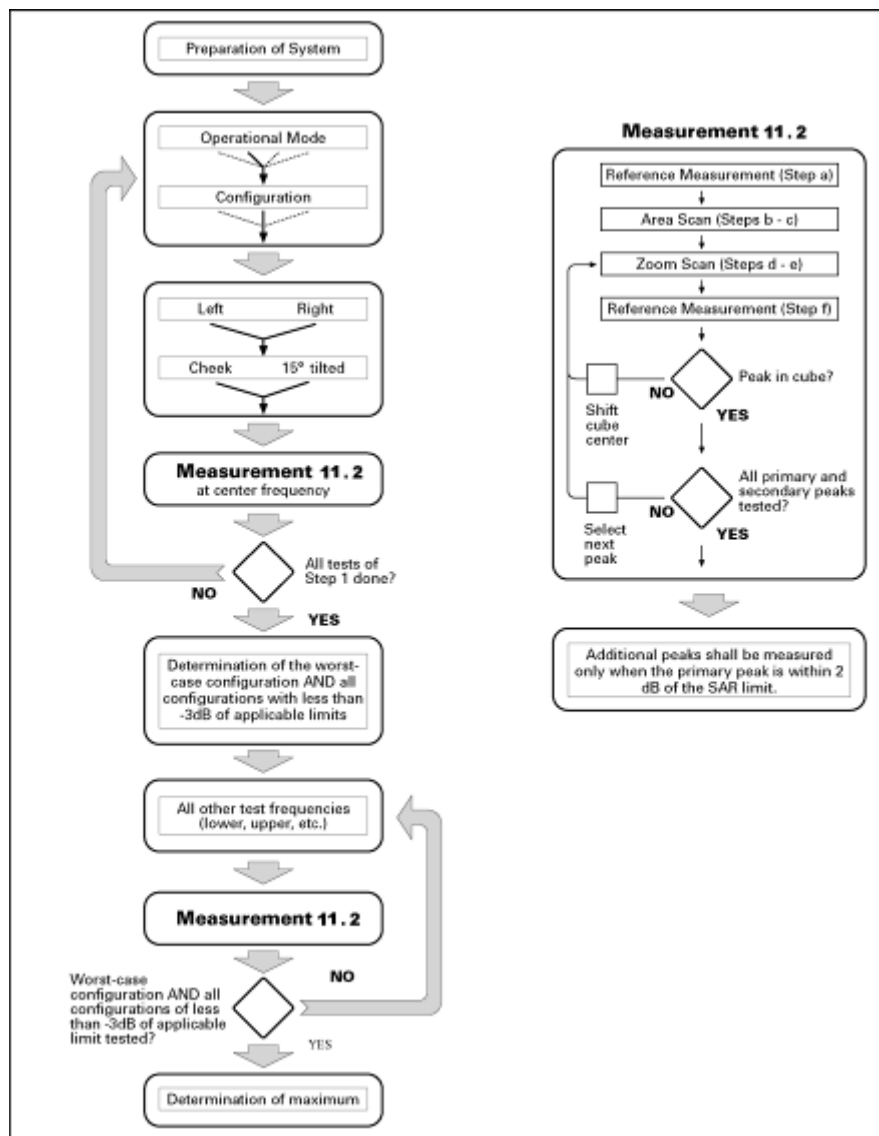 Preparation of System
Operational Mode
Configuration
Left Right
Cheek 15° tilted
Measurement 11.2
at center frequency
All tests of
Step 1 done?
NO
YES
Determination of the worst-
case configuration AND all
configurations with less than
-3dB of applicable limits
All other test frequencies
(lower, upper, etc.)
Measurement 11.2
NO
Worst-case
configuration AND all
configurations of less
than -3dB of applicable
limit tested?
YES
Determination of maximum
Measurement 11.2
Reference Measurement (Step a)
Area Scan (Steps b - c)
Zoom Scan (Steps d - e)
Reference Measurement (Step f)
Peak in cube?
NO
YES
Shift
cube
center
All primary and
secondary peaks
tested?
NO
YES
Select
next
peak
Additional peaks shall be measured
only when the primary peak is within 2
dB of the SAR limit.